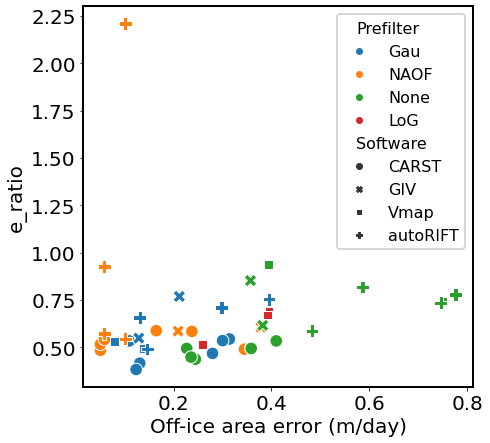 2.25
2.00
1.75
1.50
1.25
1.00
0.75
0.50
e_ratio
Prefilter
Gau
NAOF
None
LoG
Software
CARST
GIV
Vmap
autoRIFT
0.2
0.4
0.6
0.8
Off-ice area error (m/day)